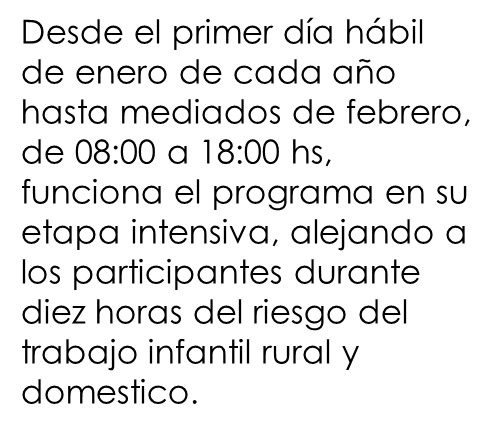 Desde el primer día hábil
de enero de cada año
hasta mediados de febrero,
de 08:00 a 18:00 hs,
funciona el programa en su
etapa intensiva, alejando a
los participantes durante
diez horas del riesgo del
trabajo infantil rural y
domestico.